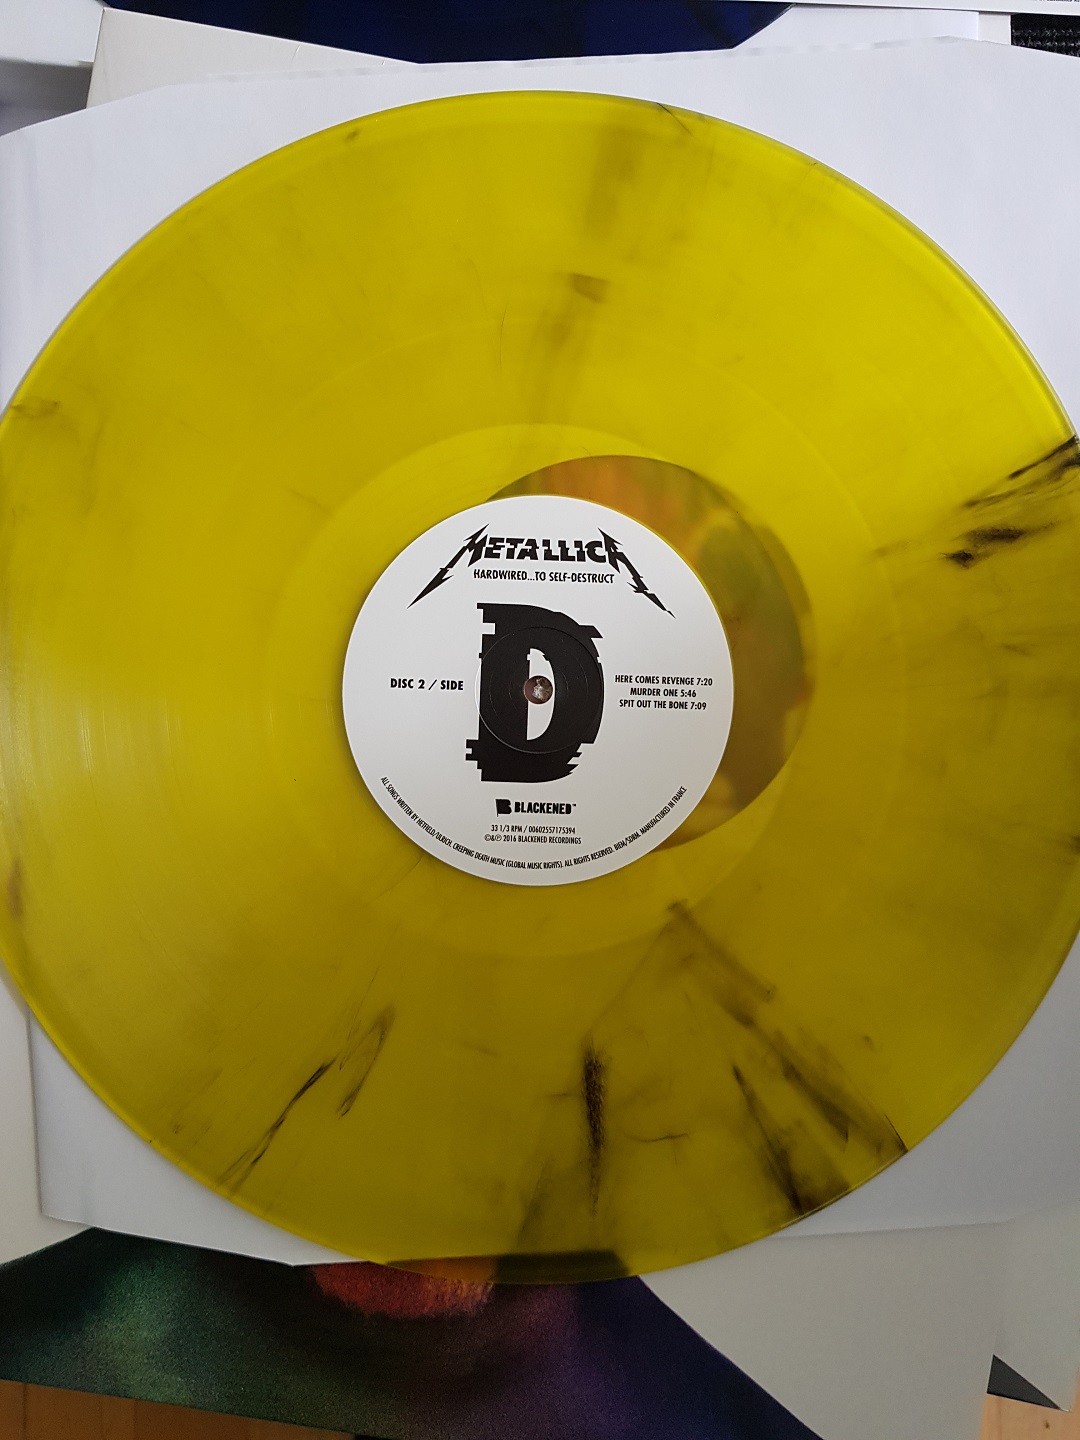 METALLICA
HARDWIRED...TO SELF-DESTRUCT
DISC 2 / SIDE
D
HERE COMES REVENGE 7:20
MURDER ONE 5:46
SPIT OUT THE BONE 7:09
B BLACKENED™
33 1/3 RPM / 00602557175394
©&℗ 2016 BLACKENED RECORDINGS
ALL SONGS WRITTEN BY HETFIELD/ULRICH. CREEPING DEATH MUSIC (GLOBAL MUSIC RIGHTS). ALL RIGHTS RESERVED. BIEM/SDRM. MANUFACTURED IN FRANCE